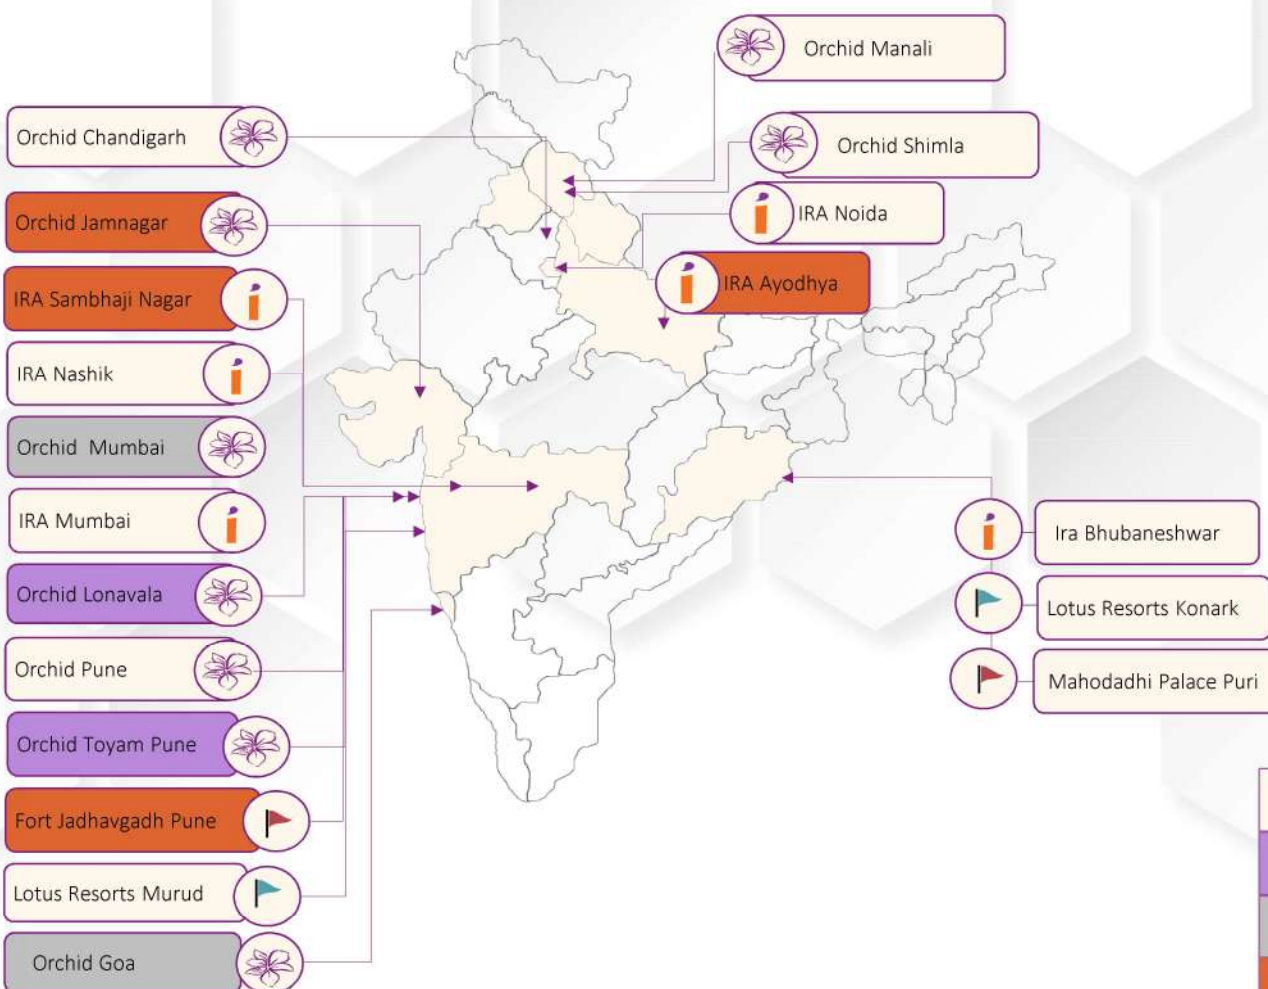 Orchid Manali
Orchid Chandigarh
Orchid Shimla
Orchid Jamnagar
IRA Noida
IRA Sambhaji Nagar
IRA Ayodhya
IRA Nashik
Orchid Mumbai
IRA Mumbai
Ira Bhubaneshwar
Orchid Lonavala
Lotus Resorts Konark
Orchid Pune
Mahodadhi Palace Puri
Orchid Toyam Pune
Fort Jadhavgadh Pune
Lotus Resorts Murud
Orchid Goa